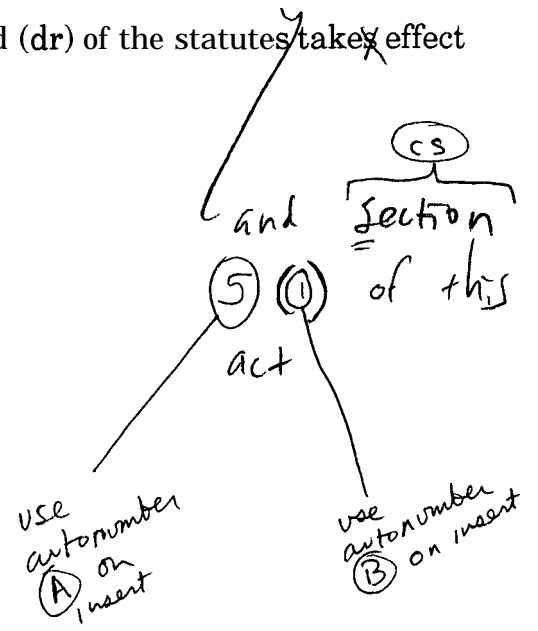 d (dr) of the statutes takes effect
cs
and Section
5 (1) of this
act
use
autonumber
A on
insert
use
autonumber
B on insert